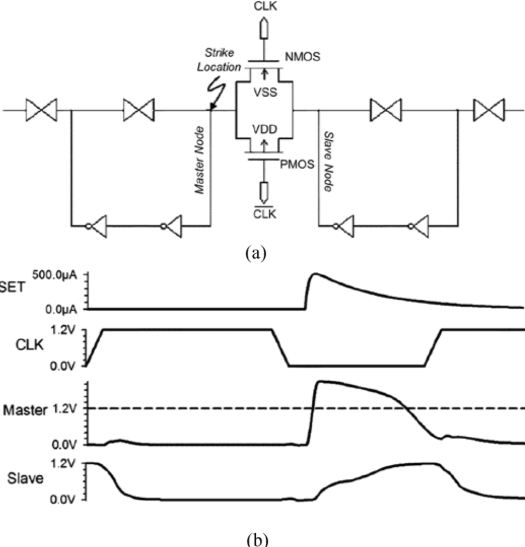 CLK
Strike
Location
NMOS
VSS
VDD
Master Node
Slave Node
PMOS
CLK
(a)
SET
500.0μA
0.0μA
CLK
1.2V
0.0V
Master
1.2V
0.0V
Slave
1.2V
0.0V
(b)